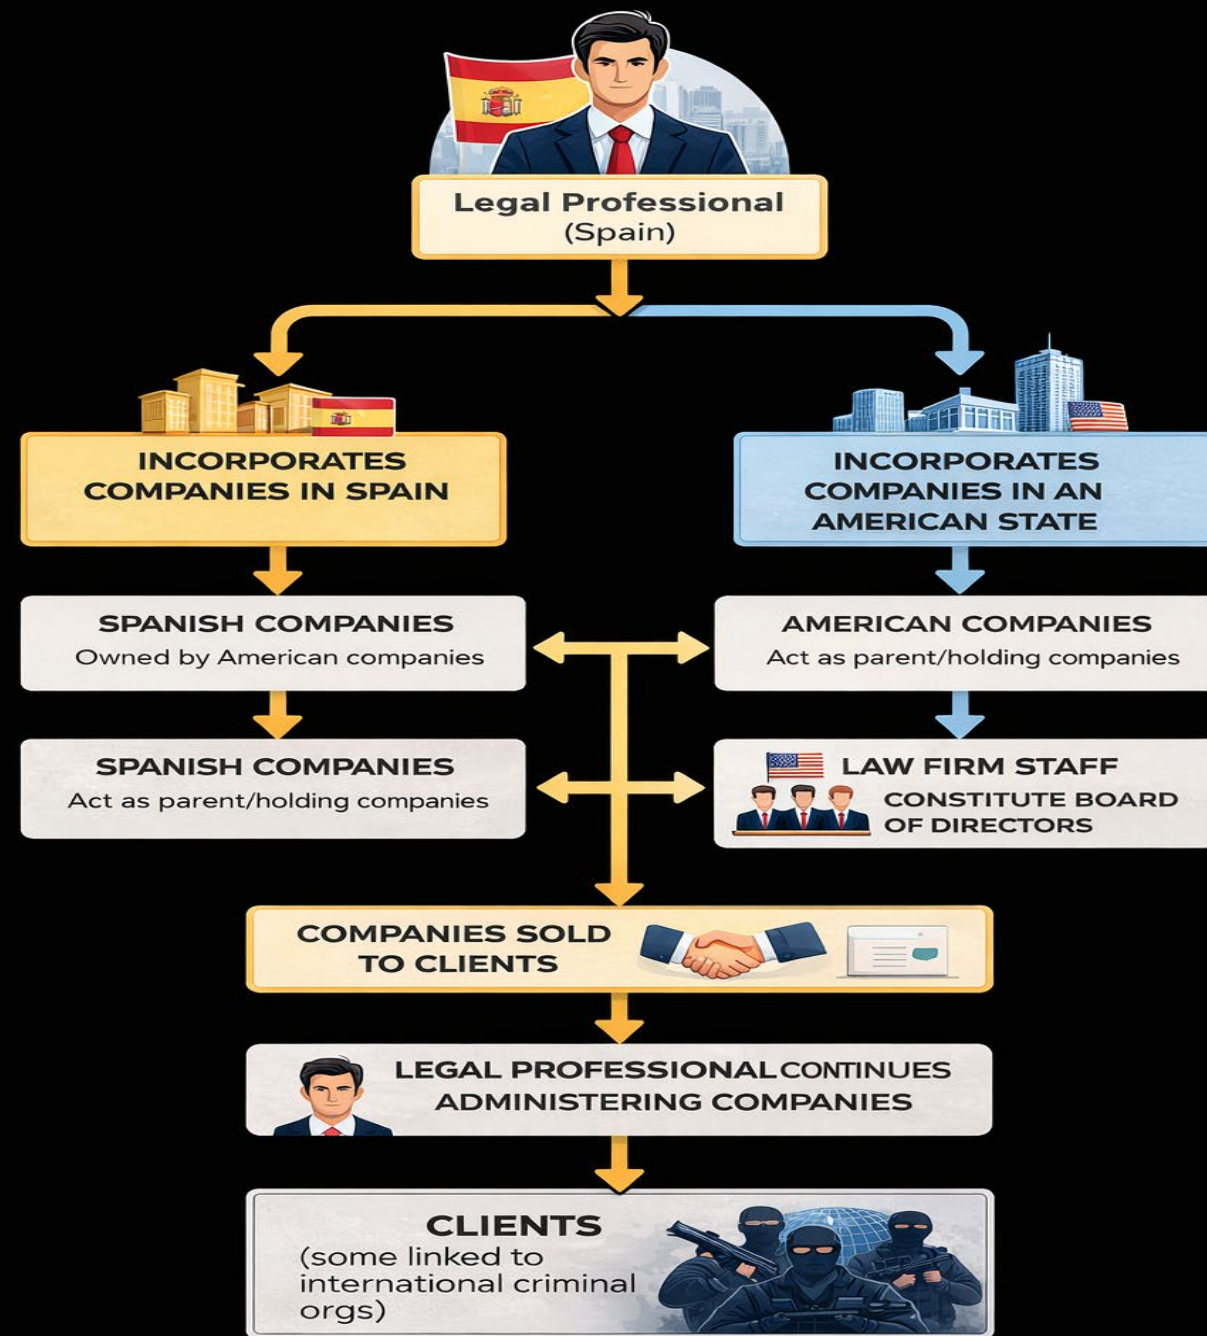 Legal Professional
(Spain)
INCORPORATES
COMPANIES IN SPAIN
INCORPORATES
COMPANIES IN AN
AMERICAN STATE
SPANISH COMPANIES
Owned by American companies
AMERICAN COMPANIES
Act as parent/holding companies
SPANISH COMPANIES
Act as parent/holding companies
LAW FIRM STAFF
CONSTITUTE BOARD
OF DIRECTORS
COMPANIES SOLD
TO CLIENTS
LEGAL PROFESSIONAL CONTINUES
ADMINISTERING COMPANIES
CLIENTS
(some linked to
international criminal
orgs)